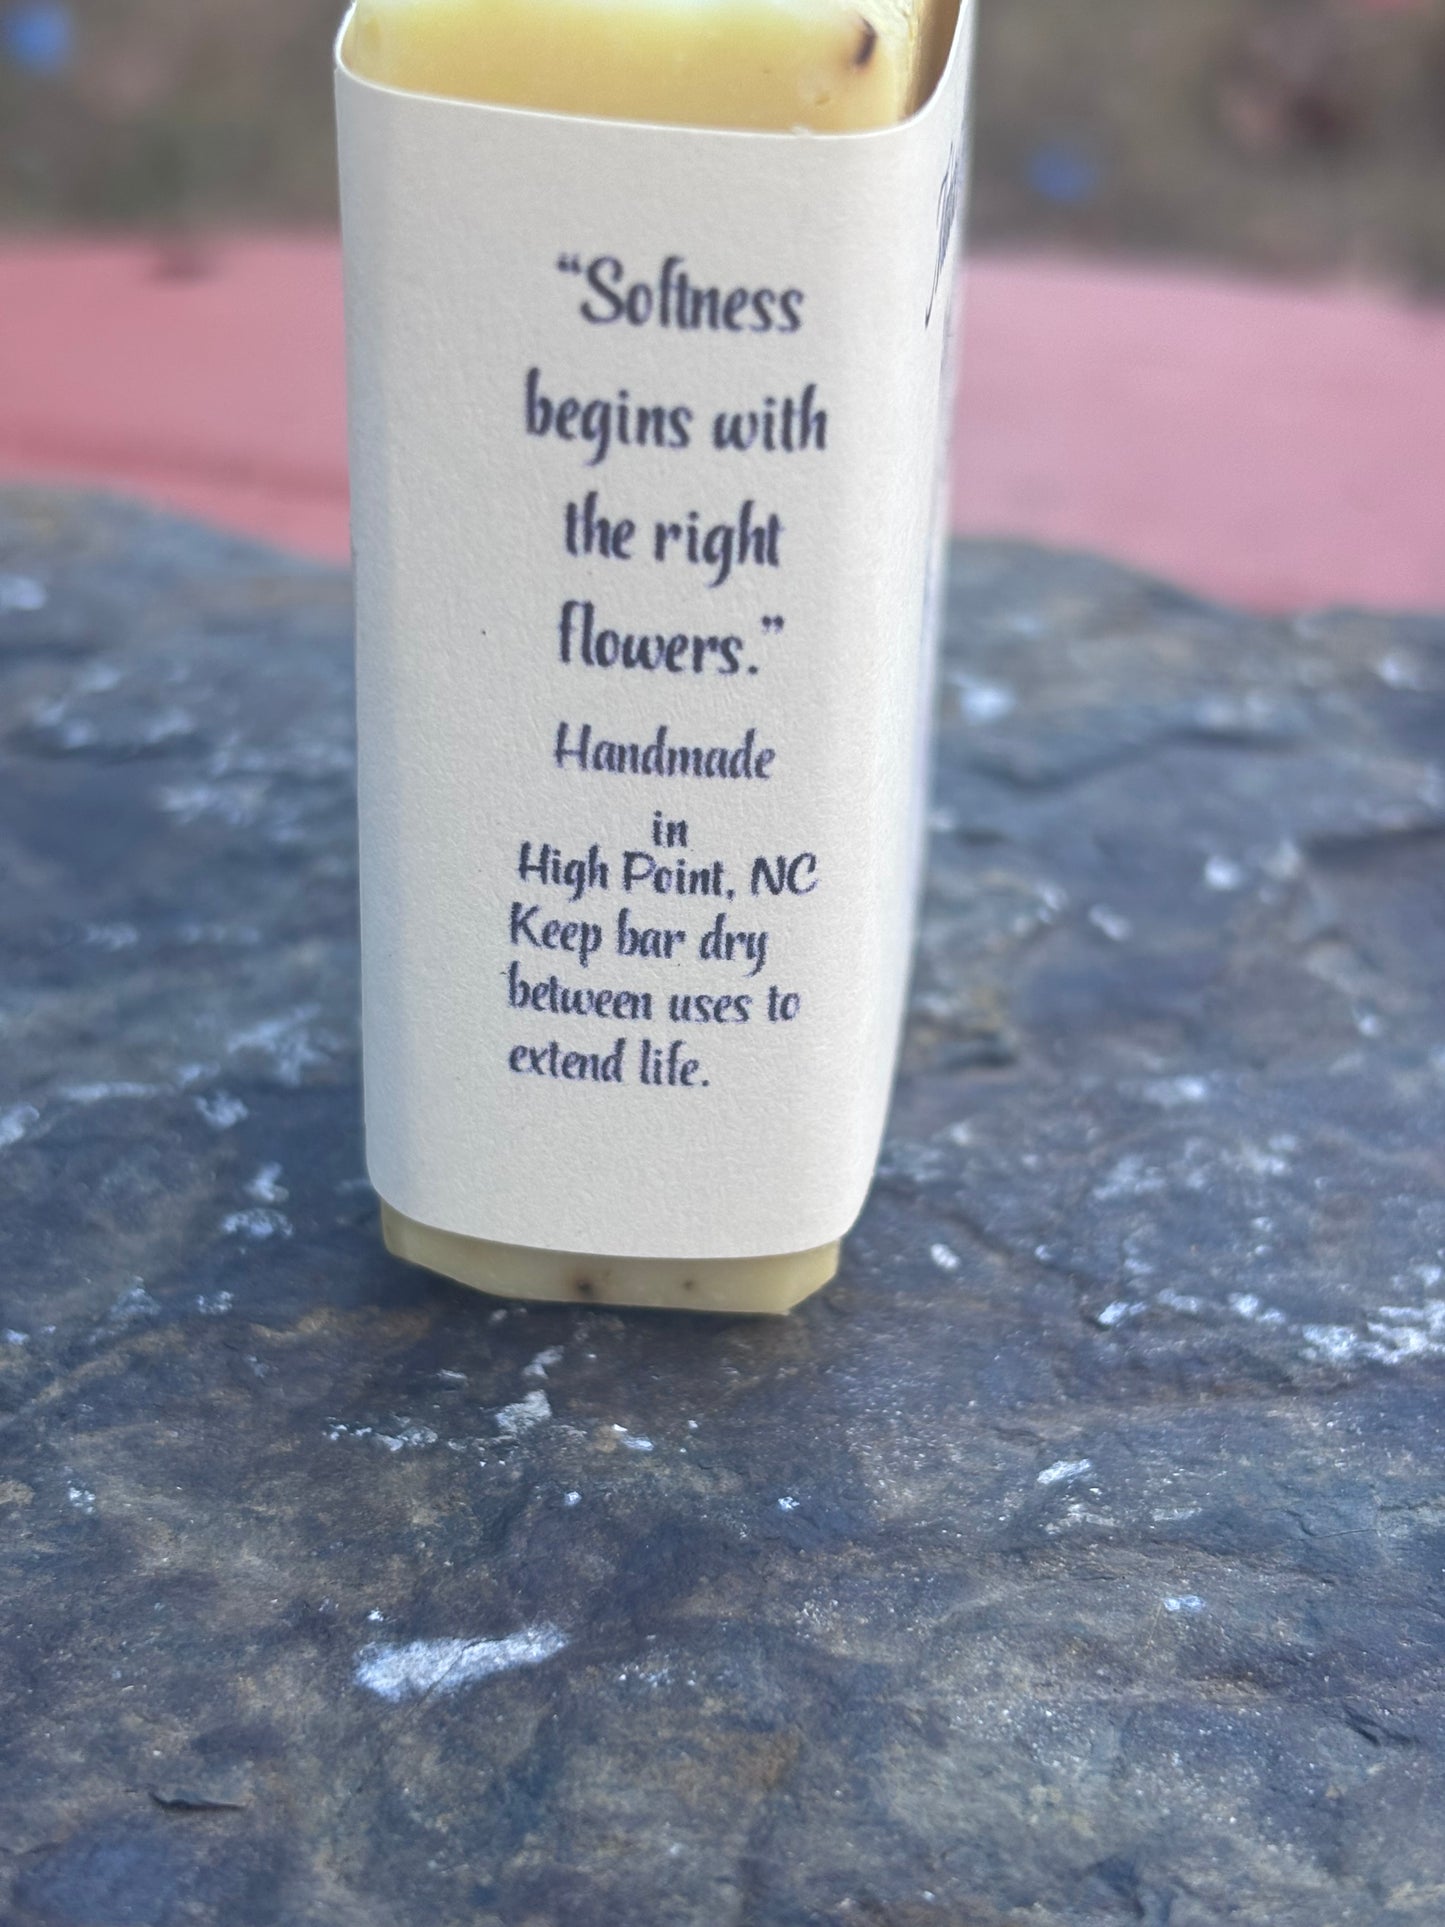 “Softness
begins with
the right
flowers.”
Handmade
in
High Point, NC
Keep bar dry
between uses to
extend life.